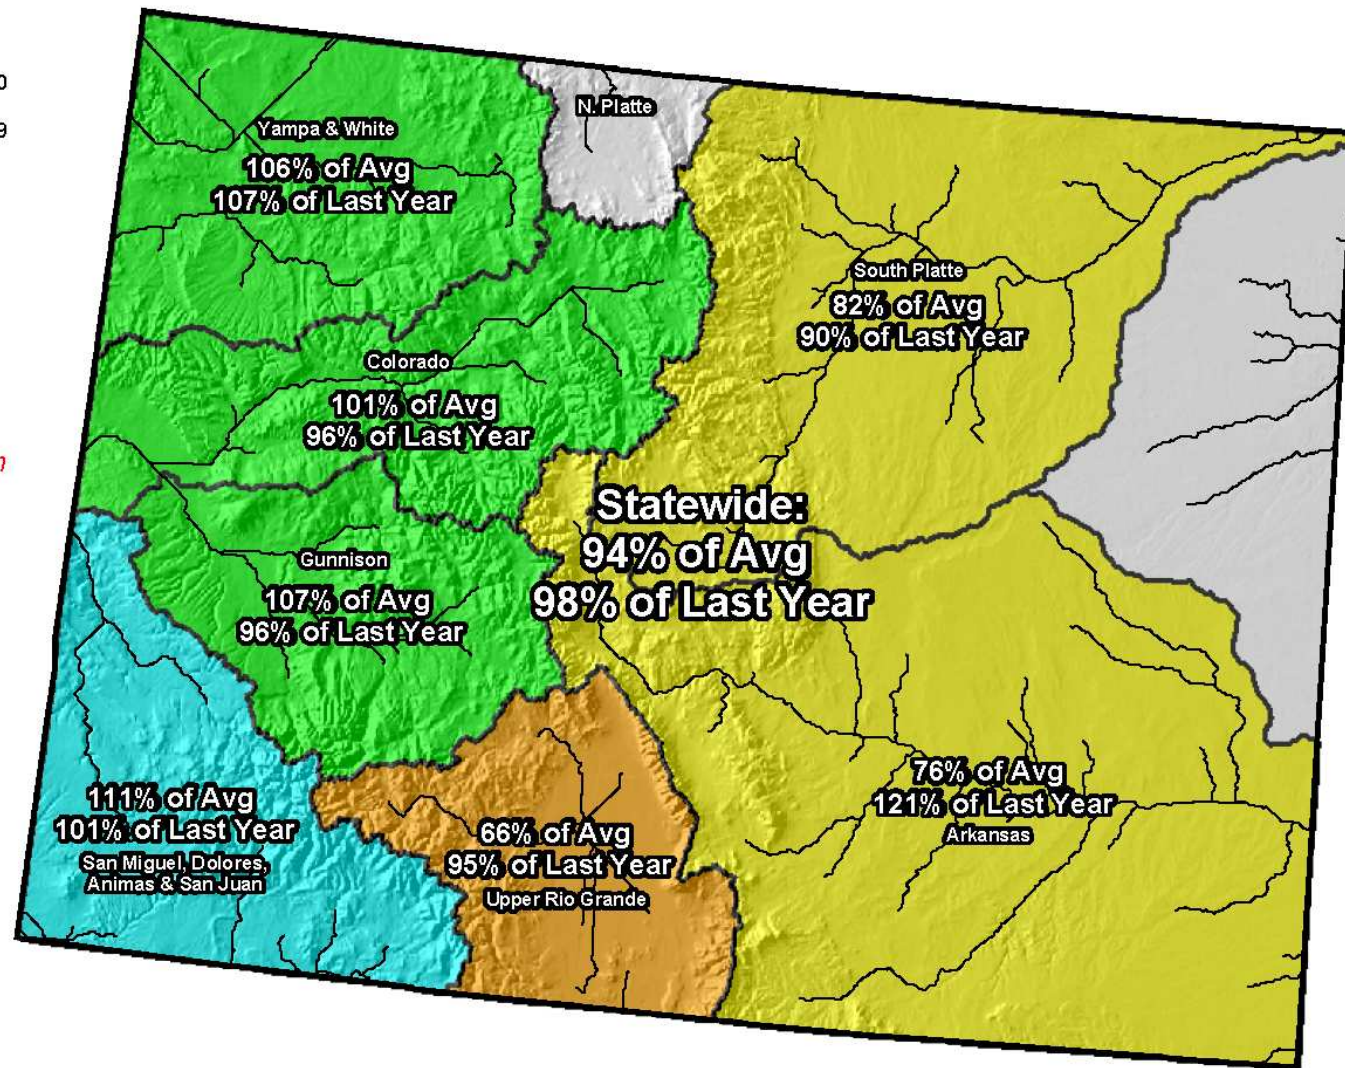 0
9
n
N. Platte
Yampa & White
106% of Avg
107% of Last Year
South Platte
82% of Avg
90% of Last Year
Colorado
101% of Avg
96% of Last Year
Statewide:
94% of Avg
98% of Last Year
Gunnison
107% of Avg
96% of Last Year
111% of Avg
101% of Last Year
San Miguel, Dolores,
Animas & San Juan
66% of Avg
95% of Last Year
Upper Rio Grande
76% of Avg
121% of Last Year
Arkansas